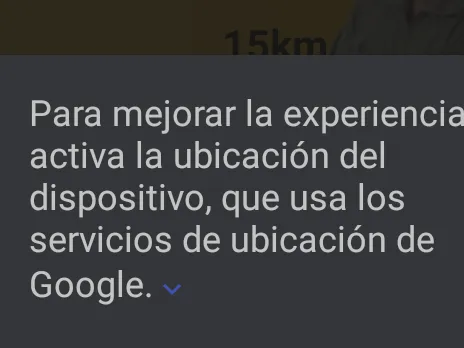 15km
Para mejorar la experiencia
activa la ubicación del
dispositivo, que usa los
servicios de ubicación de
Google.